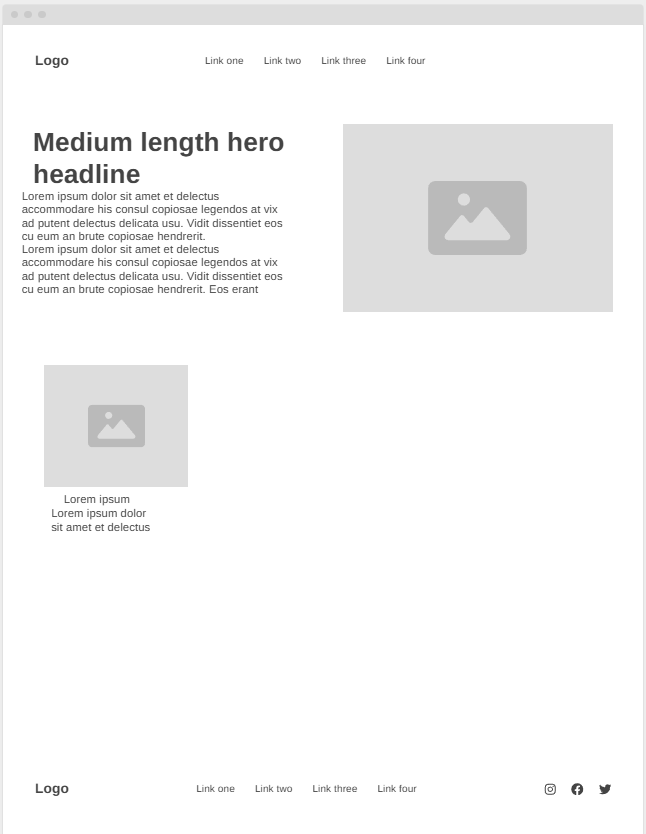 Logo
Link one Link two Link three Link four
Medium length hero
headline
Lorem ipsum dolor sit amet et delectus
accommodare his consul copiosae legendos at vix
ad putent delectus delicata usu. Vidit dissentiet eos
cu eum an brute copiosae hendrerit.
Lorem ipsum dolor sit amet et delectus
accommodare his consul copiosae legendos at vix
ad putent delectus delicata usu. Vidit dissentiet eos
cu eum an brute copiosae hendrerit. Eos erant
Lorem ipsum
Lorem ipsum dolor
sit amet et delectus
Logo
Link one Link two Link three Link four